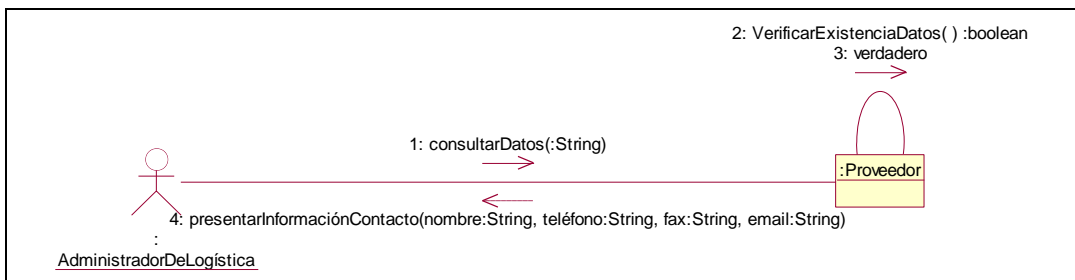 2: VerificarExistenciaDatos( ) :boolean
3: verdadero
1: consultarDatos(:String)
:Proveedor
4: presentarInformaciónContacto(nombre:String, teléfono:String, fax:String, email:String)
:
AdministradorDeLogística